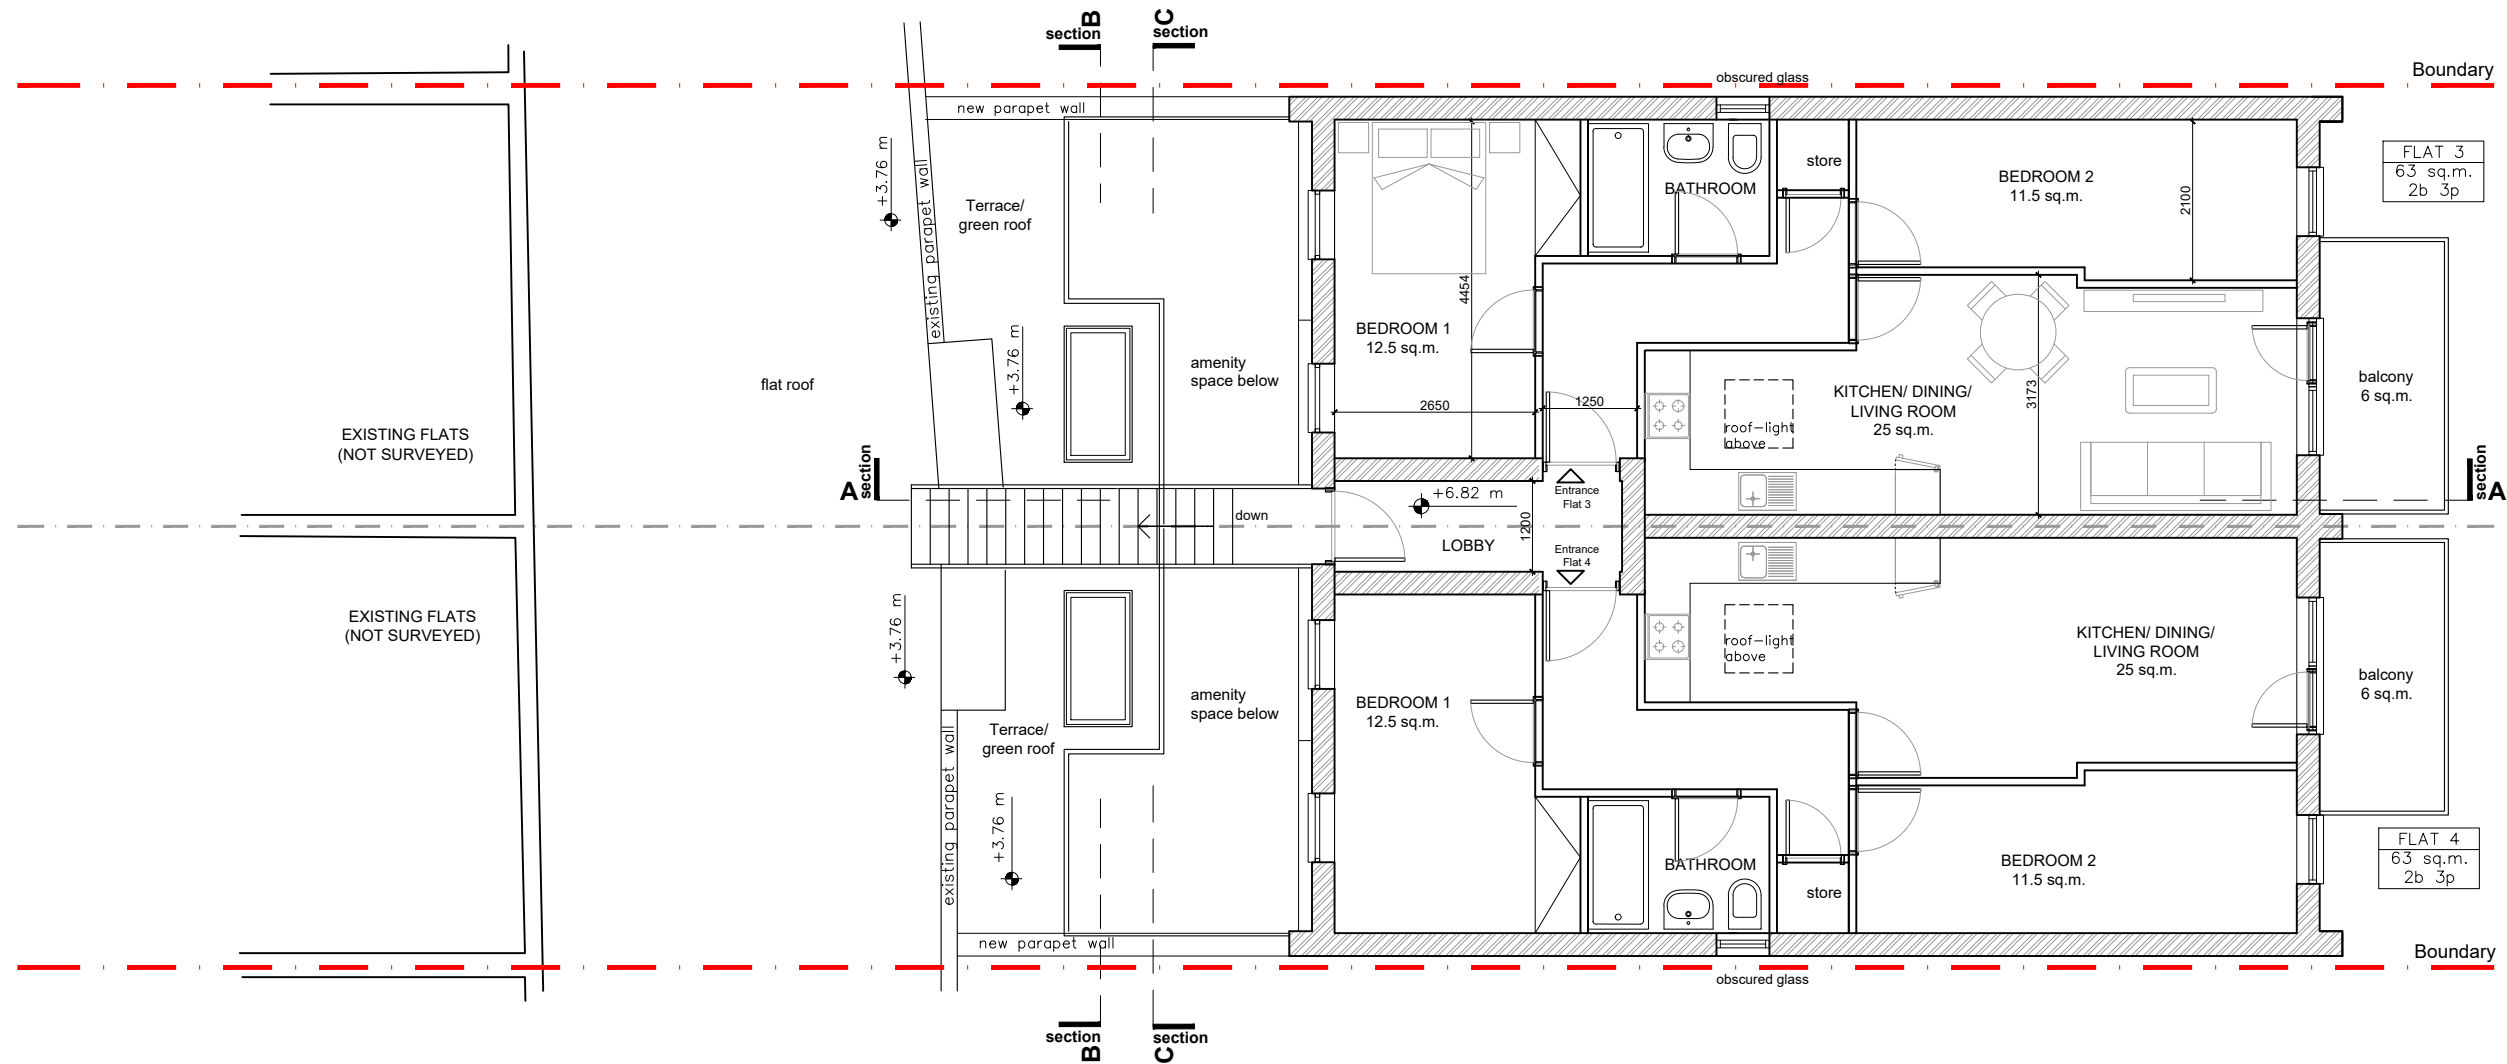 B
C
section
section
Boundary
obscured glass
new parapet wall
FLAT 3
63 sq.m.
2b 3p
+3.76 m
existing parapet wall
Terrace/
green roof
store
BATHROOM
BEDROOM 2
11.5 sq.m.
2100
4454
BEDROOM 1
12.5 sq.m.
+3.76 m
amenity
space below
flat roof
2650
1250
KITCHEN/ DINING/
LIVING ROOM
25 sq.m.
3173
roof-light
above
balcony
6 sq.m.
EXISTING FLATS
(NOT SURVEYED)
A
section
section
A
+6.82 m
Entrance
Flat 3
down
1200
LOBBY
Entrance
Flat 4
EXISTING FLATS
(NOT SURVEYED)
+3.76 m
roof-light
above
KITCHEN/ DINING/
LIVING ROOM
25 sq.m.
balcony
6 sq.m.
amenity
space below
BEDROOM 1
12.5 sq.m.
Terrace/
green roof
existing parapet wall
+3.76 m
BATHROOM
store
BEDROOM 2
11.5 sq.m.
FLAT 4
63 sq.m.
2b 3p
new parapet wall
obscured glass
Boundary
section
section
B
C